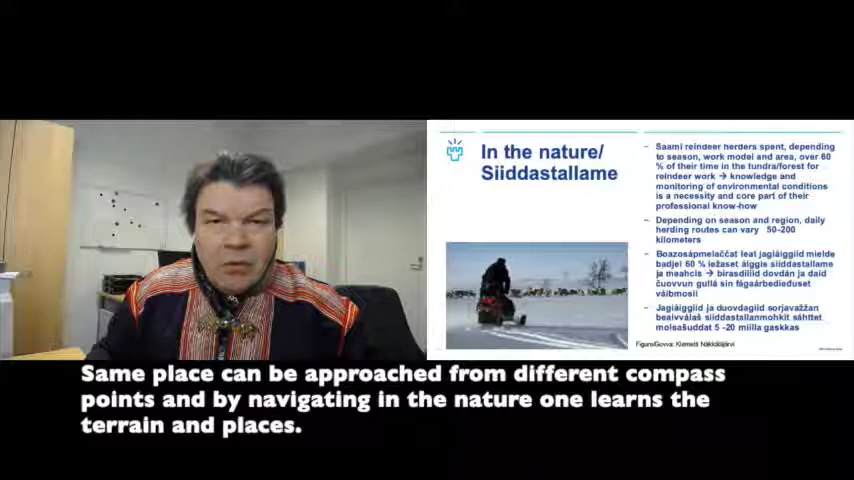 In the nature/
Siiddastallame
– Saami reindeer herders spent, depending
to season, work model and area, over 60
% of their time in the tundra/forest for
reindeer work → knowledge and
monitoring of environmental conditions
is a necessity and core part of their
professional know-how
– Depending on season and region, daily
herding routes can vary 50-200
kilometers
– Boazosápmelaččat leat jagiáiggiid mielde
badjel 60 % iežaset áiggis siiddastallame
ja meahcis → birasdiliid dovdán ja daid
čuovvun gullá sin fágaárbedieđuset
váibmosii
– Jagiáiggiid ja duovdagiid sorjavažžan
beaivválaš siiddastallanmohkit sáhttet
molsašuddat 5 -20 miilla gaskkas
Figure/Govva: Klemetti Näkkäläjärvi
Same place can be approached from different compass
points and by navigating in the nature one learns the
terrain and places.